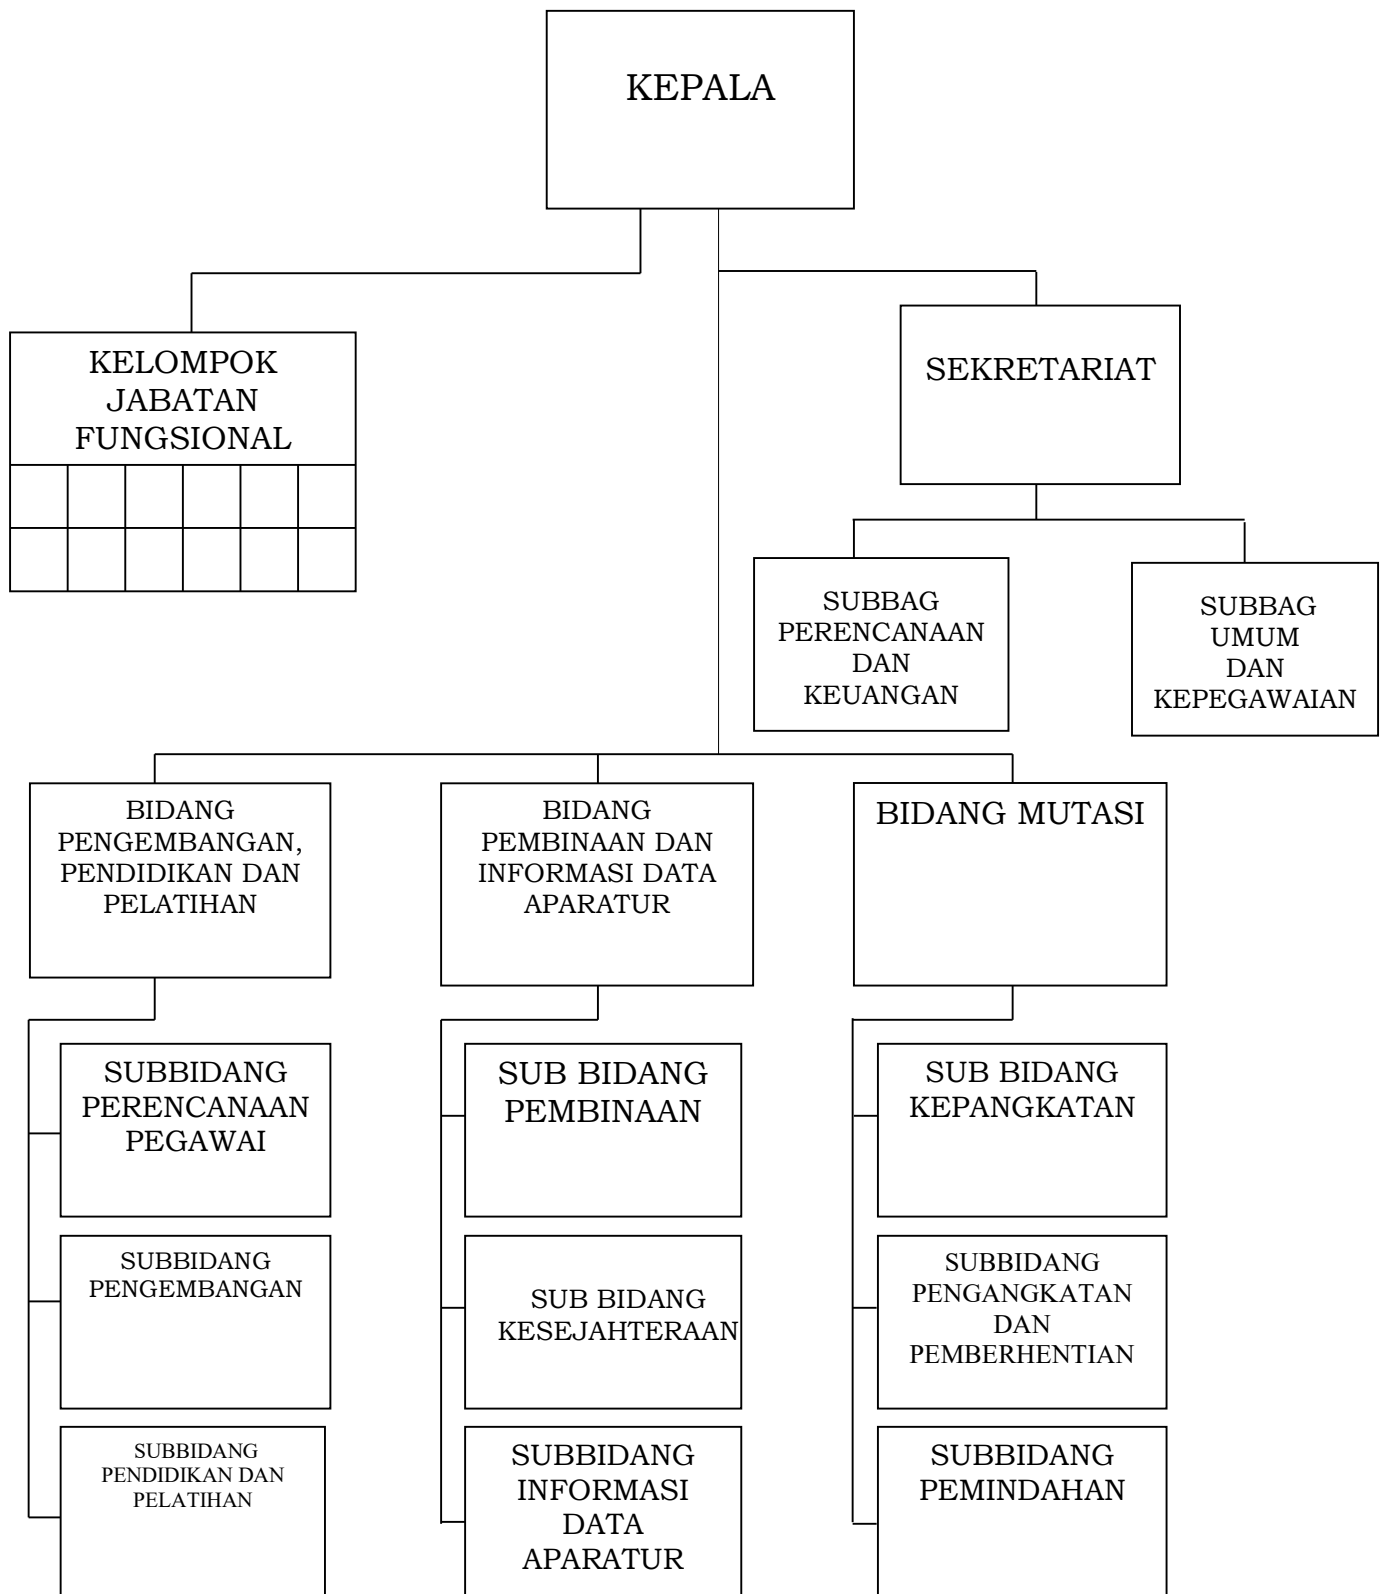 KEPALA
KELOMPOK
JABATAN
FUNGSIONAL
SEKRETARIAT
SUBBAG
PERENCANAAN
DAN
KEUANGAN
SUBBAG
UMUM
DAN
KEPEGAWAIAN
BIDANG
PENGEMBANGAN,
PENDIDIKAN DAN
PELATIHAN
BIDANG
PEMBINAAN DAN
INFORMASI DATA
APARATUR
BIDANG MUTASI
SUBBIDANG
PERENCANAAN
PEGAWAI
SUB BIDANG
PEMBINAAN
SUB BIDANG
KEPANGKATAN
SUBBIDANG
PENGEMBANGAN
SUB BIDANG
KESEJAHTERAAN
SUBBIDANG
PENGANGKATAN
DAN
PEMBERHENTIAN
SUBBIDANG
PENDIDIKAN DAN
PELATIHAN
SUBBIDANG
INFORMASI
DATA
APARATUR
SUBBIDANG
PEMINDAHAN